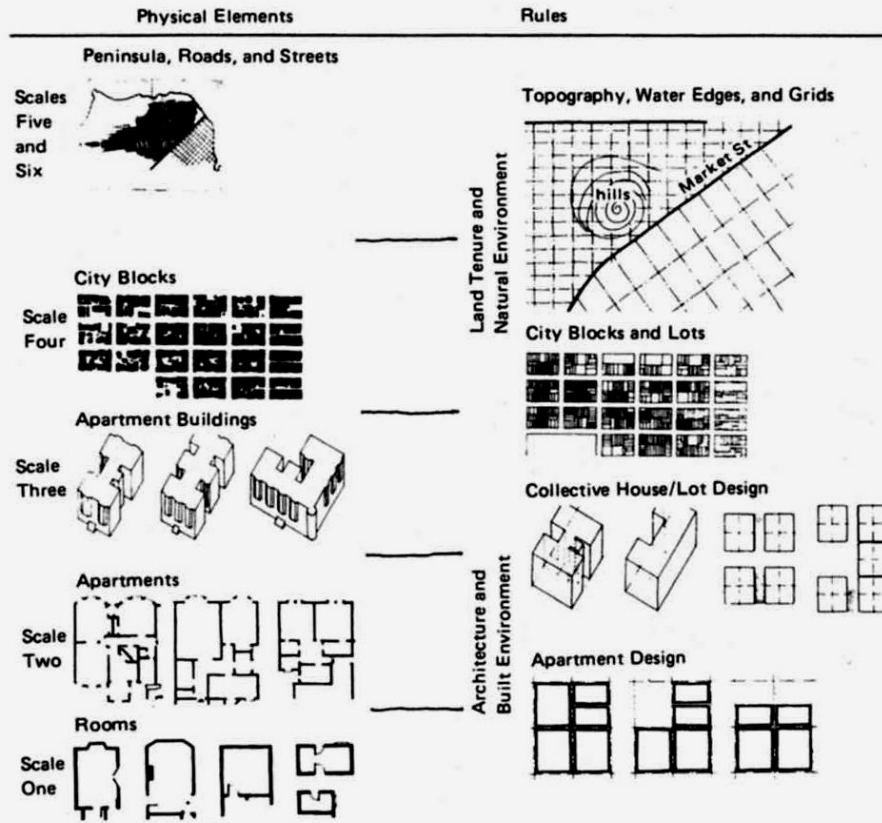 Physical Elements
Rules
Peninsula, Roads, and Streets
Scales
Five
and
Six
Topography, Water Edges, and Grids
hills
Market St
Land Tenure and
Natural Environment
City Blocks
Scale
Four
City Blocks and Lots
Apartment Buildings
Scale
Three
Collective House/Lot Design
Architecture and
Built Environment
Apartments
Scale
Two
Apartment Design
Rooms
Scale
One